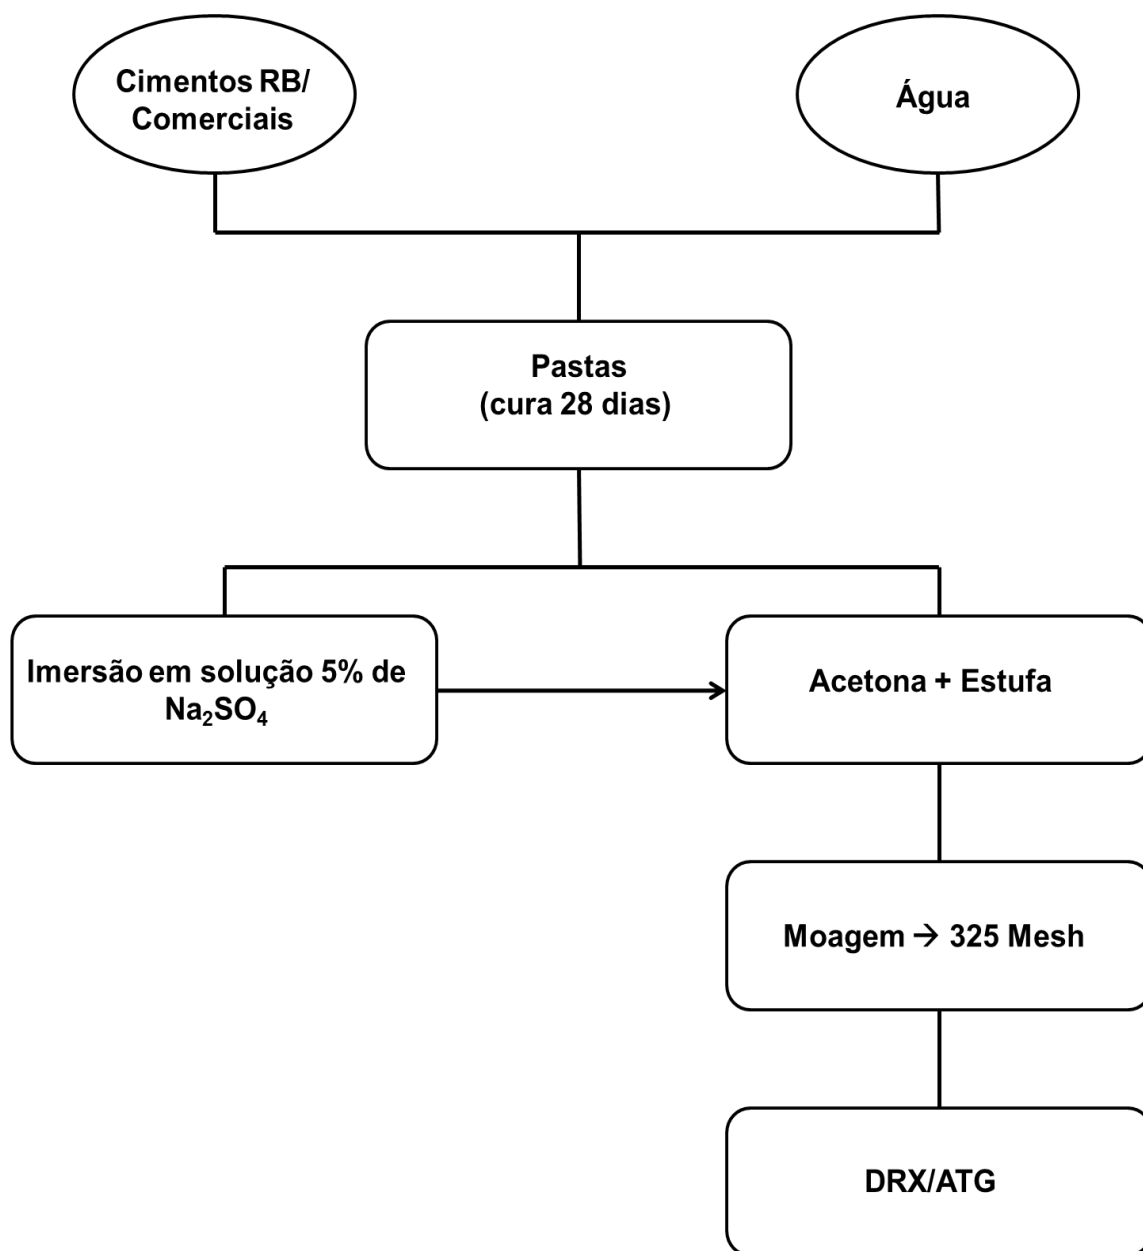 Cimentos RB/
Comerciais
Água
Pastas
(cura 28 dias)
Imersão em solução 5% de
Na₂SO₄
Acetona + Estufa
Moagem → 325 Mesh
DRX/ATG